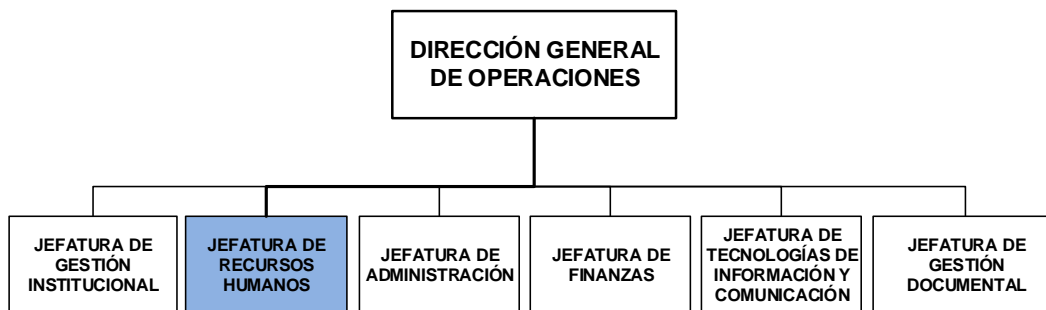 DIRECCIÓN GENERAL
DE OPERACIONES
JEFATURA DE
GESTIÓN
INSTITUCIONAL
JEFATURA DE
RECURSOS
HUMANOS
JEFATURA DE
ADMINISTRACIÓN
JEFATURA DE
FINANZAS
JEFATURA DE
TECNOLOGÍAS DE
INFORMACIÓN Y
COMUNICACIÓN
JEFATURA DE
GESTIÓN
DOCUMENTAL